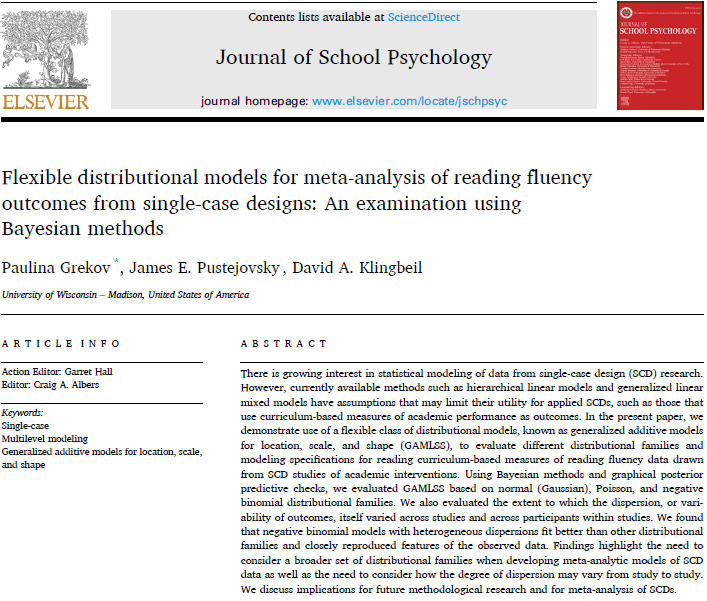 Contents lists available at ScienceDirect
Journal of School Psychology
journal homepage: www.elsevier.com/locate/jschpsyc
ELSEVIER
JOURNAL OF
SCHOOL PSYCHOLOGY
Flexible distributional models for meta-analysis of reading fluency
outcomes from single-case designs: An examination using
Bayesian methods
Paulina Grekov *, James E. Pustejovsky, David A. Klingbeil
University of Wisconsin – Madison, United States of America
ARTICLE INFO
Action Editor: Garret Hall
Editor: Craig A. Albers
Keywords:
Single-case
Multilevel modeling
Generalized additive models for location, scale,
and shape
ABSTRACT
There is growing interest in statistical modeling of data from single-case design (SCD) research.
However, currently available methods such as hierarchical linear models and generalized linear
mixed models have assumptions that may limit their utility for applied SCDs, such as those that
use curriculum-based measures of academic performance as outcomes. In the present paper, we
demonstrate use of a flexible class of distributional models, known as generalized additive models
for location, scale, and shape (GAMLSS), to evaluate different distributional families and
modeling specifications for reading curriculum-based measures of reading fluency data drawn
from SCD studies of academic interventions. Using Bayesian methods and graphical posterior
predictive checks, we evaluated GAMLSS based on normal (Gaussian), Poisson, and negative
binomial distributional families. We also evaluated the extent to which the dispersion, or vari-
ability of outcomes, itself varied across studies and across participants within studies. We found
that negative binomial models with heterogeneous dispersions fit better than other distributional
families and closely reproduced features of the observed data. Findings highlight the need to
consider a broader set of distributional families when developing meta-analytic models of SCD
data as well as the need to consider how the degree of dispersion may vary from study to study.
We discuss implications for future methodological research and for meta-analysis of SCDs.